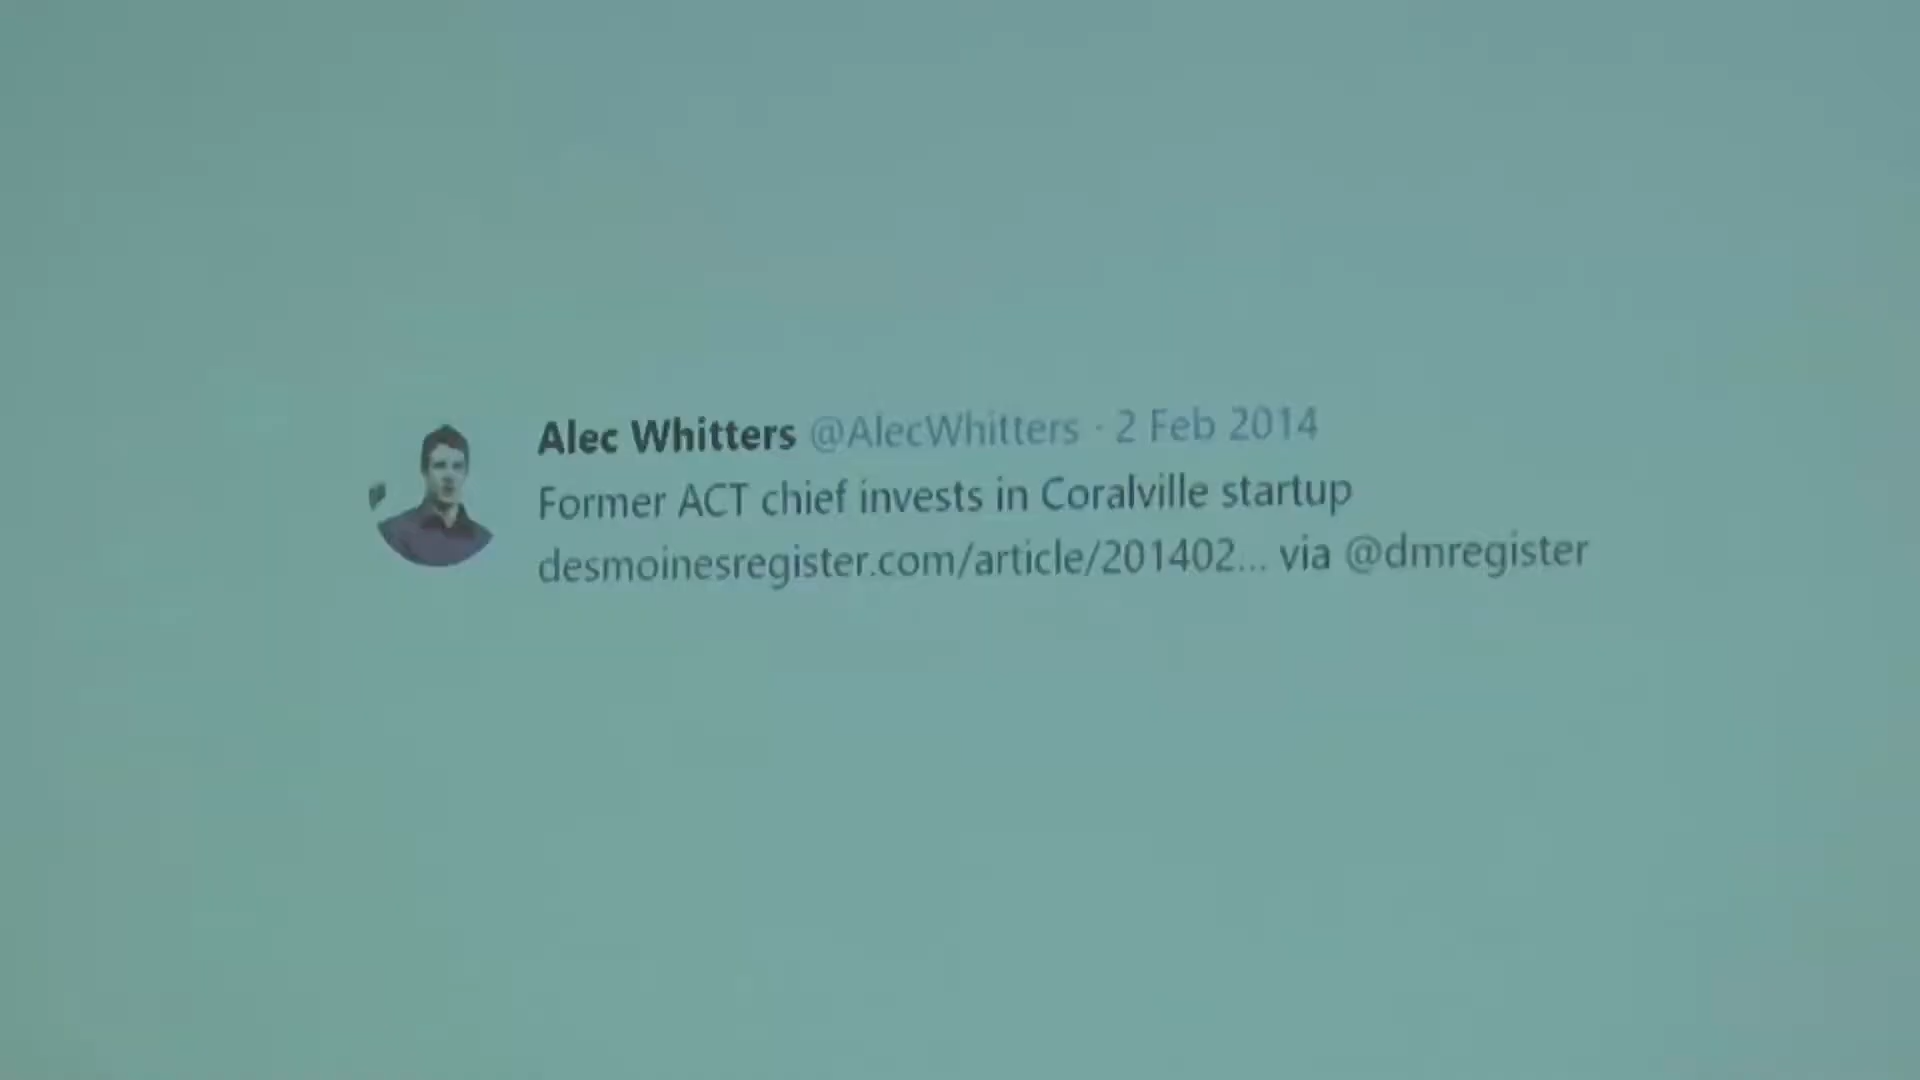 Alec Whitters @AlecWhitters · 2 Feb 2014
Former ACT chief invests in Coralville startup
desmoinesregister.com/article/201402... via @dmregister